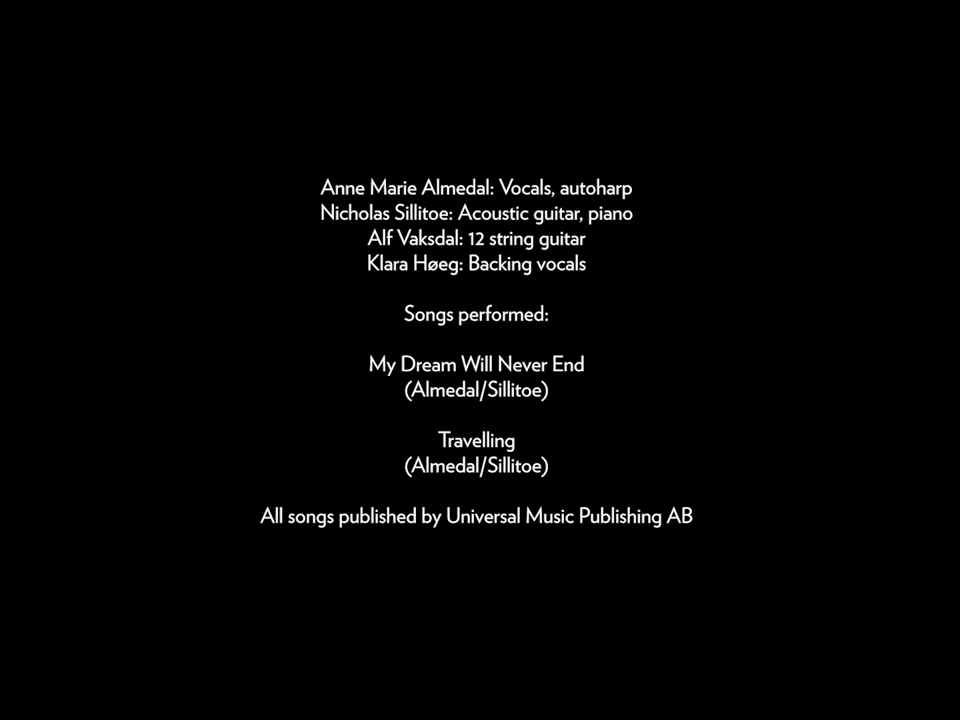 Anne Marie Almedal: Vocals, autoharp
Nicholas Sillitoe: Acoustic guitar, piano
Alf Vaksdal: 12 string guitar
Klara Høeg: Backing vocals
Songs performed:
My Dream Will Never End
(Almedal/Sillitoe)
Travelling
(Almedal/Sillitoe)
All songs published by Universal Music Publishing AB